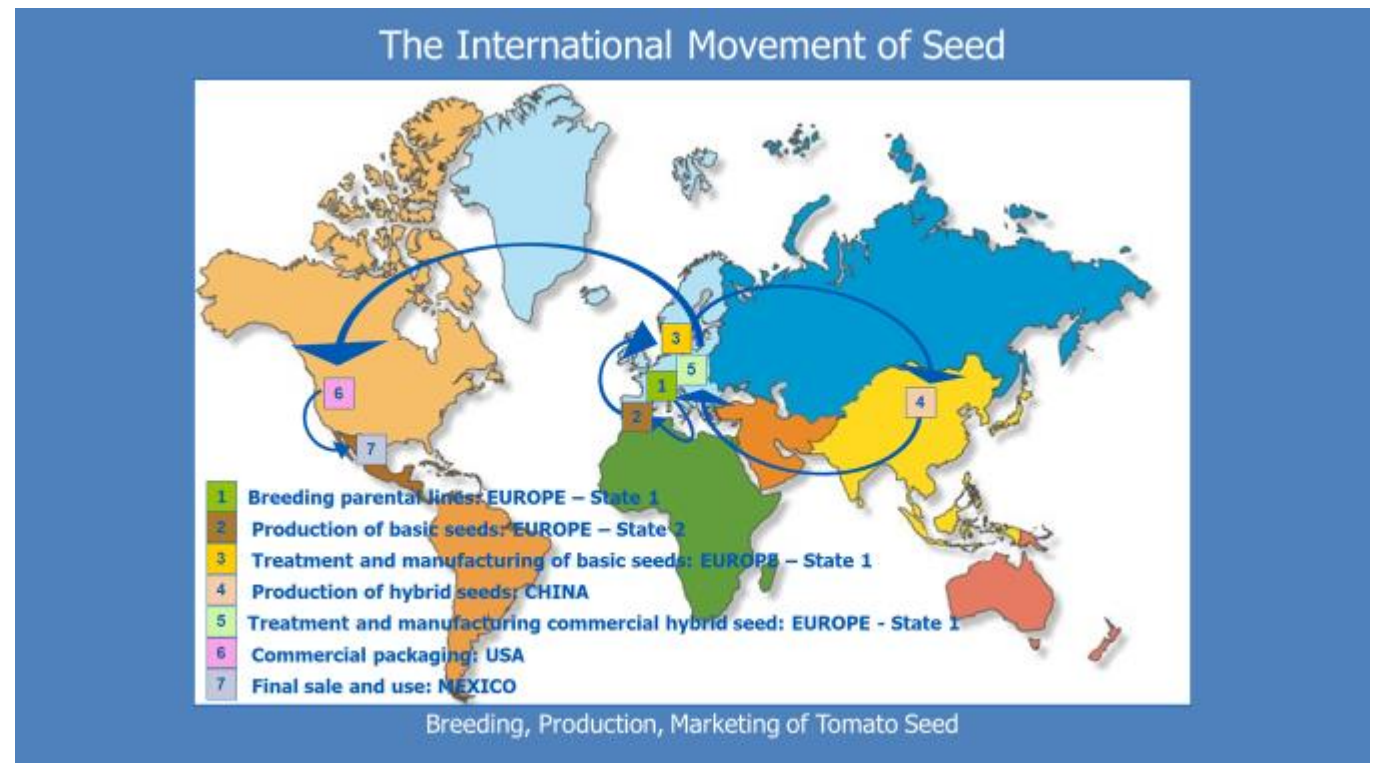 The International Movement of Seed
3
5
1
6
4
2
7
1 Breeding parental lines: EUROPE – State 1
2 Production of basic seeds: EUROPE – State 2
3 Treatment and manufacturing of basic seeds: EUROPE – State 1
4 Production of hybrid seeds: CHINA
5 Treatment and manufacturing commercial hybrid seed: EUROPE - State 1
6 Commercial packaging: USA
7 Final sale and use: MEXICO
Breeding, Production, Marketing of Tomato Seed